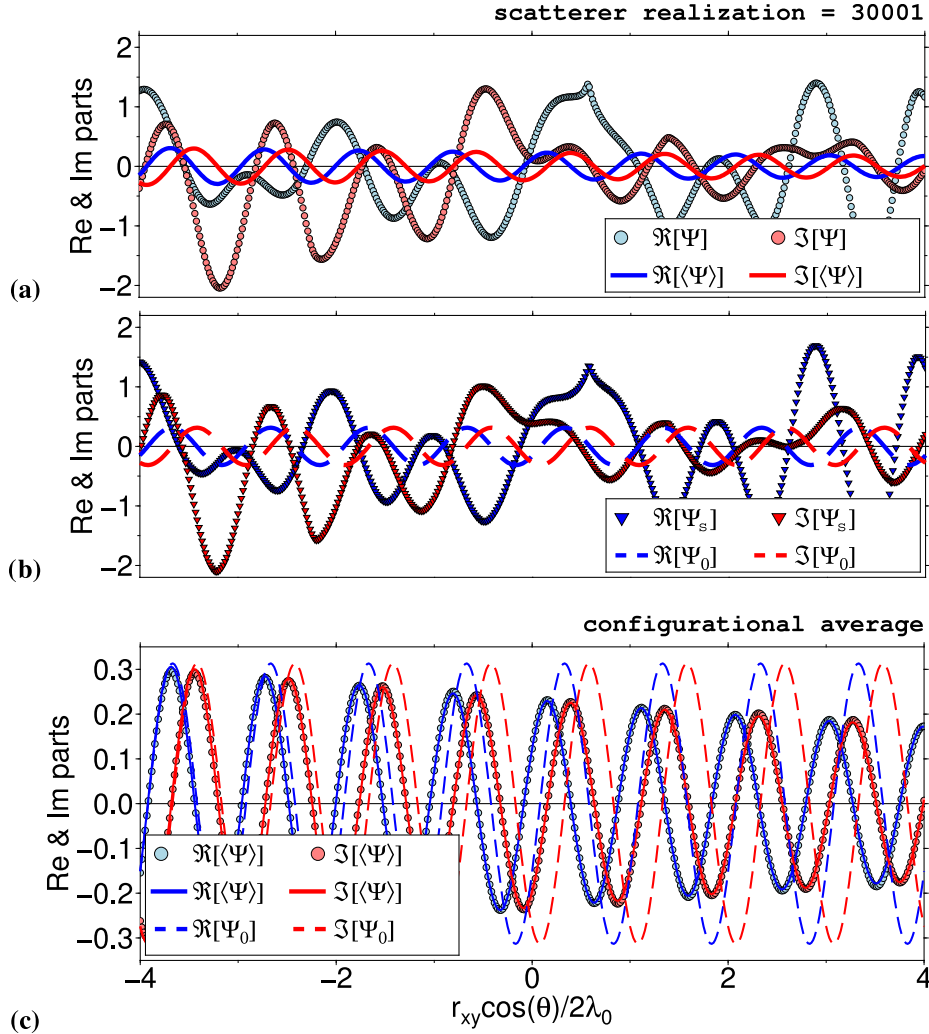 scatterer realization = 30001
2
1
0
−1
−2
Re & Im parts
ℜ[Ψ] ℑ[Ψ]
ℜ[⟨Ψ⟩] ℑ[⟨Ψ⟩]
(a)
2
1
0
−1
−2
Re & Im parts
ℜ[Ψₛ] ℑ[Ψₛ]
ℜ[Ψ₀] ℑ[Ψ₀]
(b)
configurational average
0.3
0.2
0.1
0.0
−0.1
−0.2
−0.3
Re & Im parts
ℜ[⟨Ψ⟩] ℑ[⟨Ψ⟩]
ℜ[⟨Ψ⟩] ℑ[⟨Ψ⟩]
ℜ[Ψ₀] ℑ[Ψ₀]
−4 −2 0 2 4
r_xy cos(θ)/2λ₀
(c)